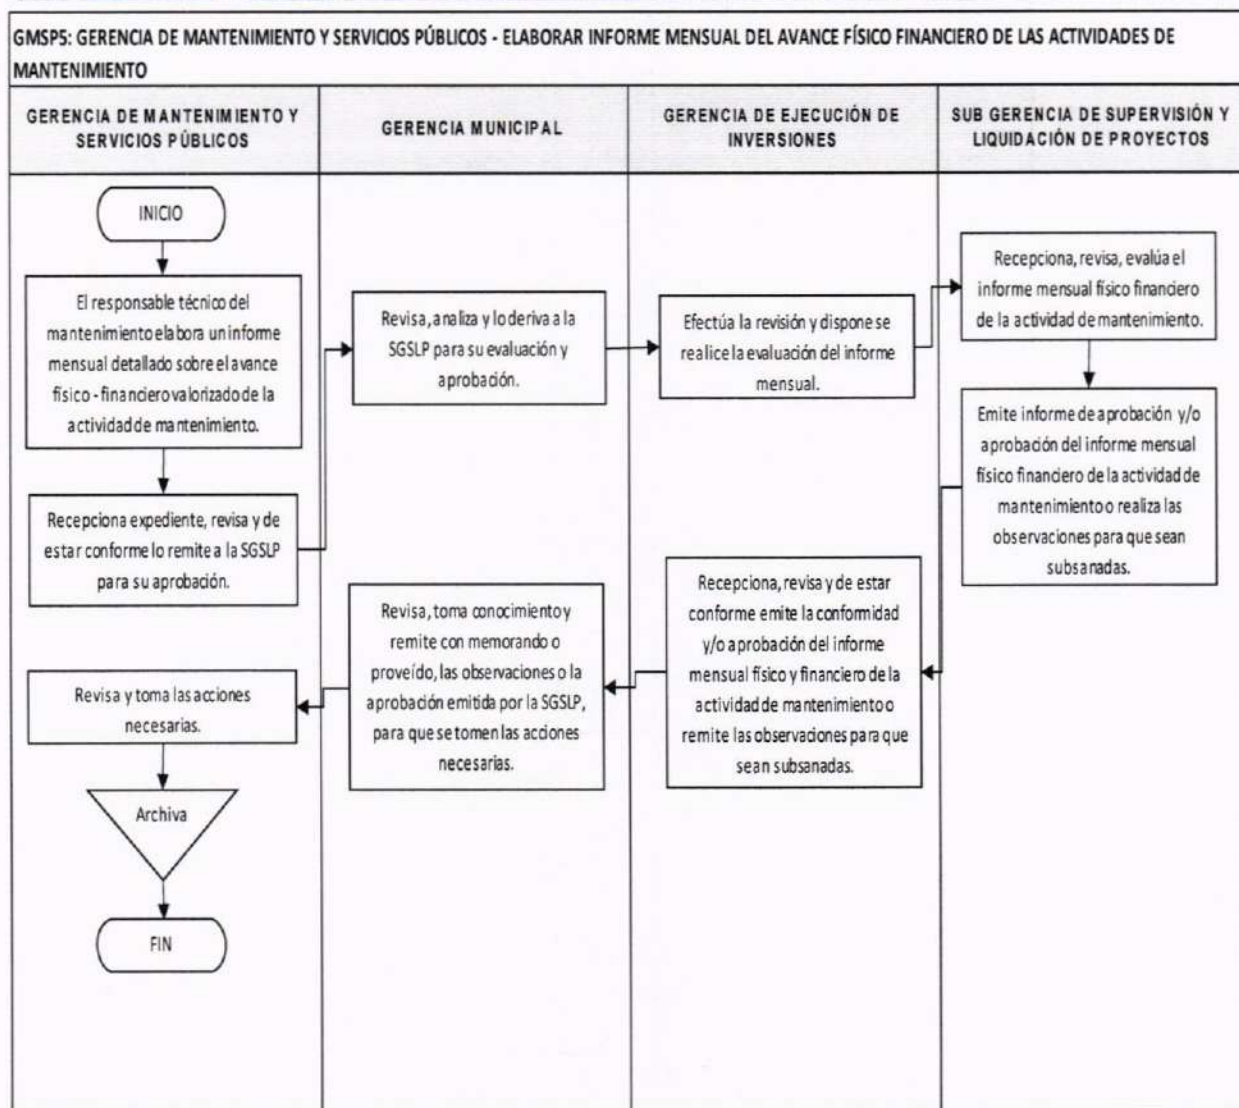 GMSP5: GERENCIA DE MANTENIMIENTO Y SERVICIOS PÚBLICOS - ELABORAR INFORME MENSUAL DEL AVANCE FÍSICO FINANCIERO DE LAS ACTIVIDADES DE
MANTENIMIENTO
GERENCIA DE MANTENIMIENTO Y
SERVICIOS PÚBLICOS
GERENCIA MUNICIPAL
GERENCIA DE EJECUCIÓN DE
INVERSIONES
SUB GERENCIA DE SUPERVISIÓN Y
LIQUIDACIÓN DE PROYECTOS
INICIO
El responsable técnico del
mantenimiento elabora un informe
mensual detallado sobre el avance
físico - financiero valorizado de la
actividad de mantenimiento.
Recepciona expediente, revisa y de
estar conforme lo remite a la SGSLP
para su aprobación.
Revisa, analiza y lo deriva a la
SGSLP para su evaluación y
aprobación.
Efectúa la revisión y dispone se
realice la evaluación del informe
mensual.
Recepciona, revisa, evalúa el
informe mensual físico financiero
de la actividad de mantenimiento.
Emite informe de aprobación y/o
aprobación del informe mensual
físico financiero de la actividad de
mantenimiento o realiza las
observaciones para que sean
subsanadas.
Recepciona, revisa y de estar
conforme emite la conformidad
y/o aprobación del informe
mensual físico y financiero de la
actividad de mantenimiento o
remite las observaciones para que
sean subsanadas.
Revisa, toma conocimiento y
remite con memorando o
proveído, las observaciones o la
aprobación emitida por la SGSLP,
para que se tomen las acciones
necesarias.
Revisa y toma las acciones
necesarias.
Archiva
FIN